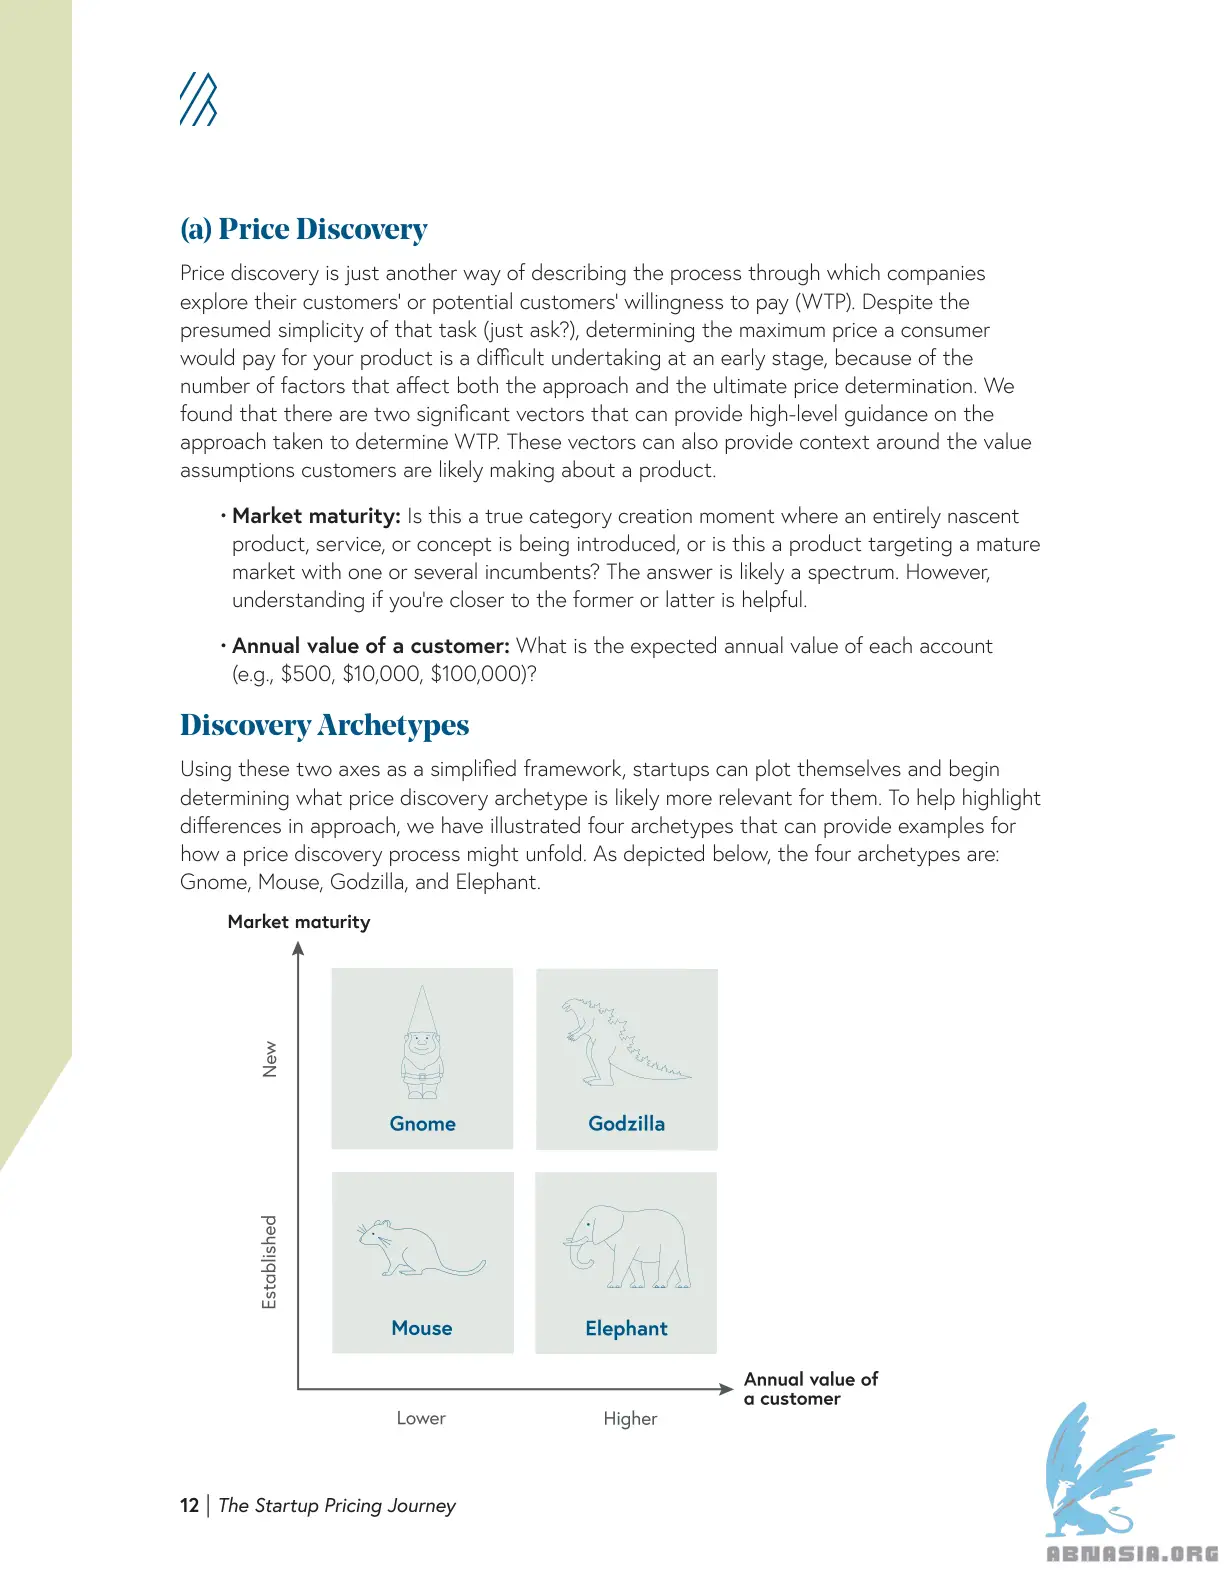 (a) Price Discovery
Price discovery is just another way of describing the process through which companies
explore their customers' or potential customers' willingness to pay (WTP). Despite the
presumed simplicity of that task (just ask?), determining the maximum price a consumer
would pay for your product is a difficult undertaking at an early stage, because of the
number of factors that affect both the approach and the ultimate price determination. We
found that there are two significant vectors that can provide high-level guidance on the
approach taken to determine WTP. These vectors can also provide context around the value
assumptions customers are likely making about a product.
• Market maturity: Is this a true category creation moment where an entirely nascent
product, service, or concept is being introduced, or is this a product targeting a mature
market with one or several incumbents? The answer is likely a spectrum. However,
understanding if you're closer to the former or latter is helpful.
• Annual value of a customer: What is the expected annual value of each account
(e.g., $500, $10,000, $100,000)?
Discovery Archetypes
Using these two axes as a simplified framework, startups can plot themselves and begin
determining what price discovery archetype is likely more relevant for them. To help highlight
differences in approach, we have illustrated four archetypes that can provide examples for
how a price discovery process might unfold. As depicted below, the four archetypes are:
Gnome, Mouse, Godzilla, and Elephant.
Market maturity
New
Gnome
Godzilla
Established
Mouse
Elephant
Annual value of
a customer
Lower
Higher
12 | The Startup Pricing Journey
ABNASIA.ORG